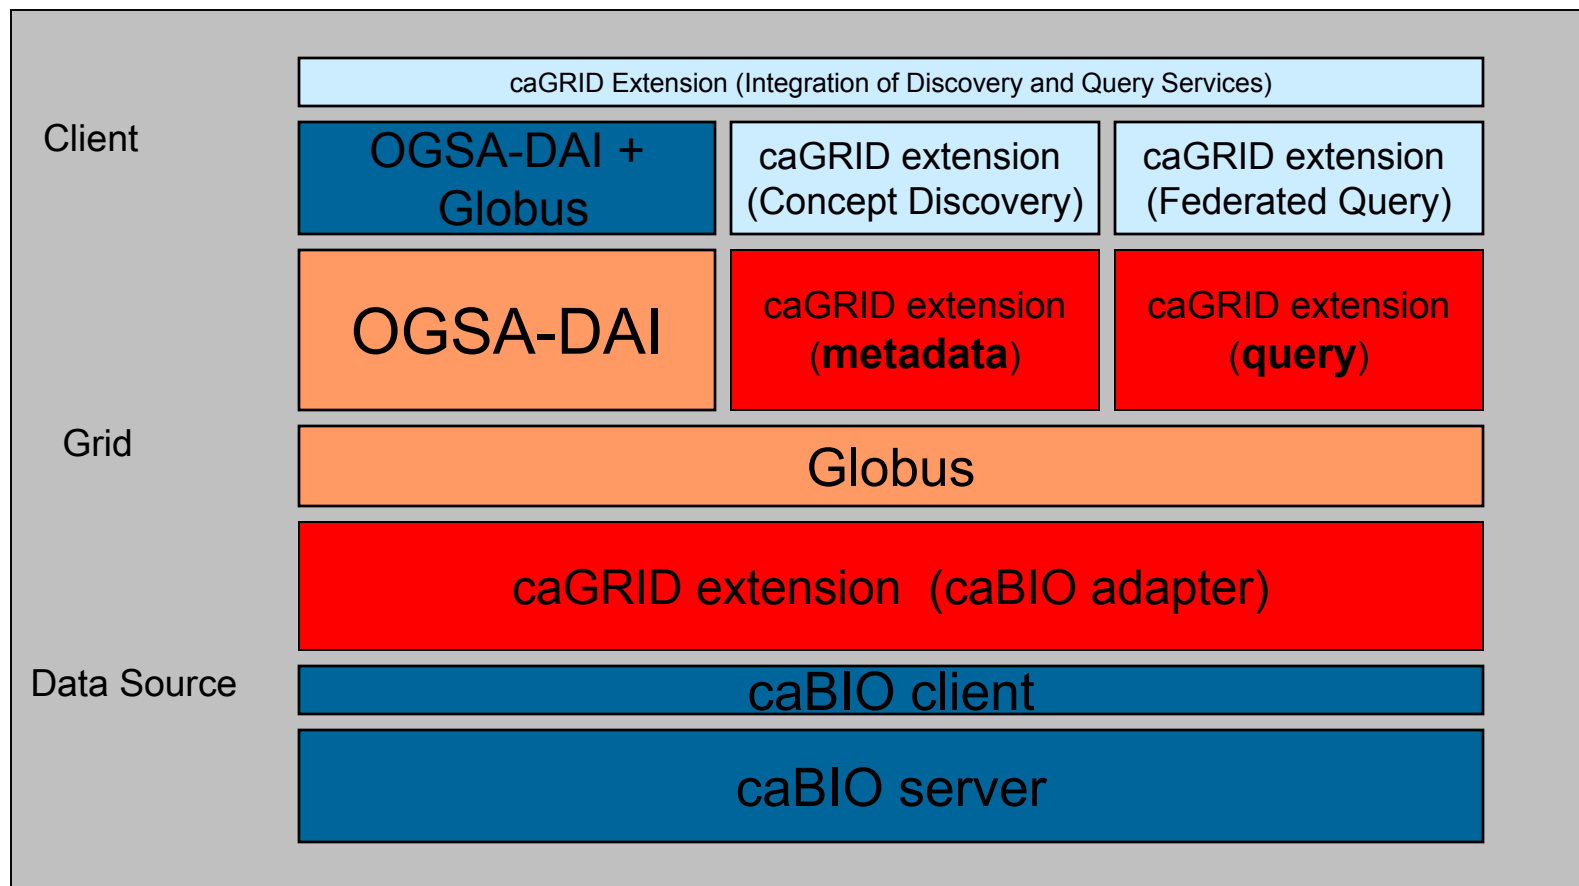 caGRID Extension (Integration of Discovery and Query Services)
Client
OGSA-DAI +
Globus
caGRID extension
(Concept Discovery)
caGRID extension
(Federated Query)
OGSA-DAI
caGRID extension
(metadata)
caGRID extension
(query)
Grid
Globus
caGRID extension (caBIO adapter)
Data Source
caBIO client
caBIO server